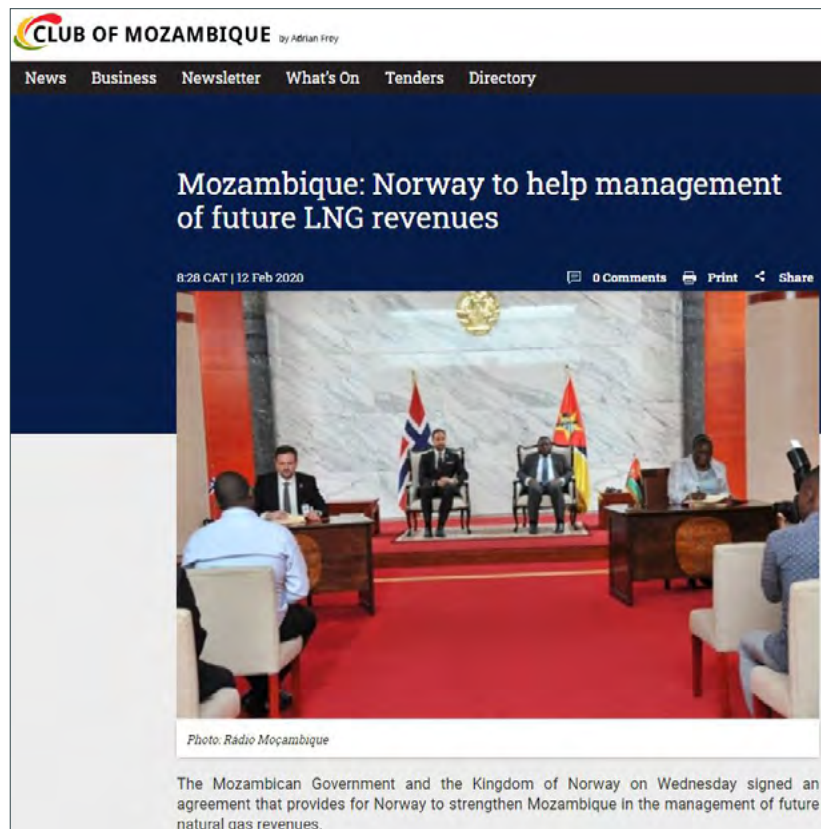 CLUB OF MOZAMBIQUE by Adrian Frey
News Business Newsletter What's On Tenders Directory
Mozambique: Norway to help management
of future LNG revenues
8:28 CAT | 12 Feb 2020 0 Comments Print Share
Photo: Rádio Moçambique
The Mozambican Government and the Kingdom of Norway on Wednesday signed an
agreement that provides for Norway to strengthen Mozambique in the management of future
natural gas revenues.